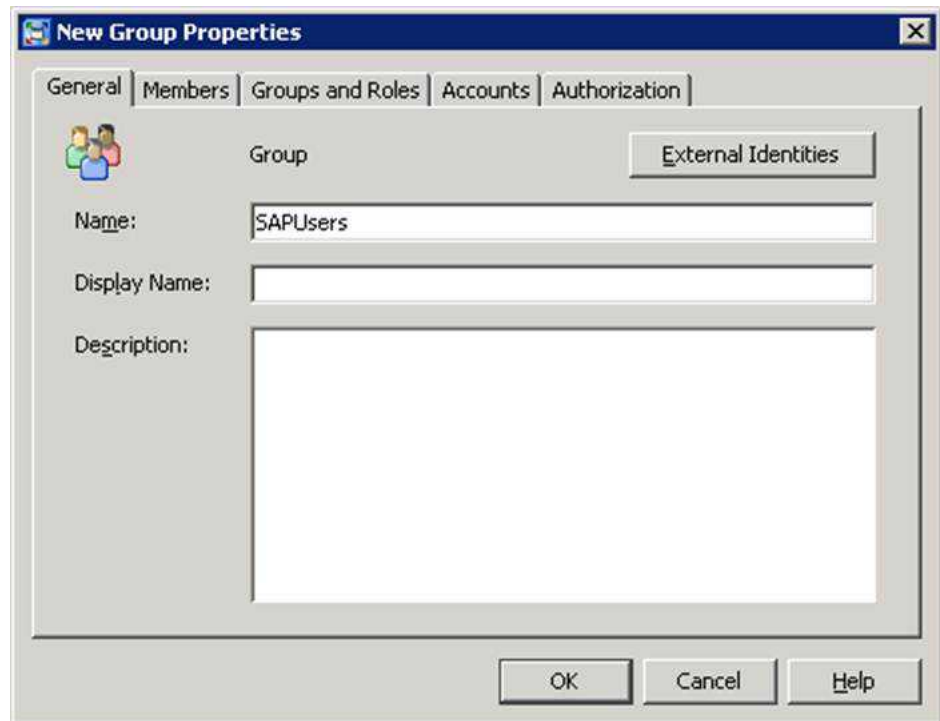 New Group Properties
General Members Groups and Roles Accounts Authorization
Group External Identities
Name: SAPUsers
Display Name:
Description:
OK Cancel Help